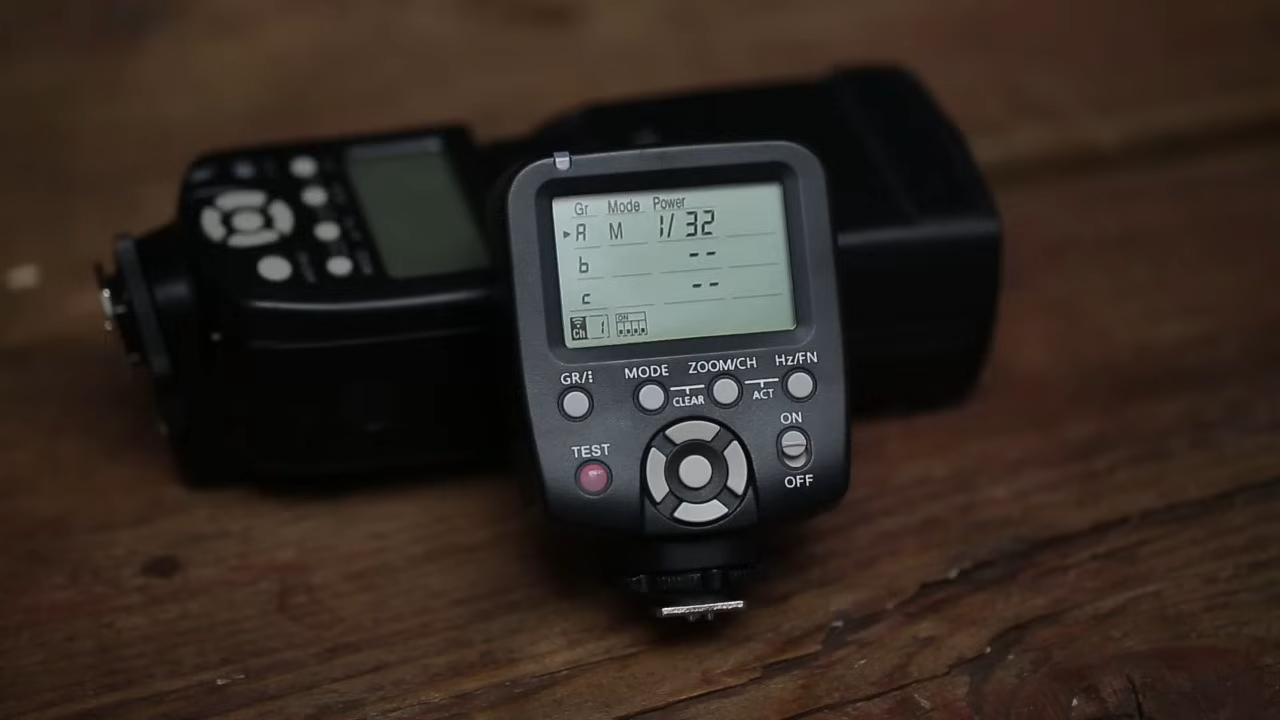 Gr Mode Power
A M 1/ 32
b --
c --
Ch 1 ON
GR/⁝ MODE ZOOM/CH Hz/FN
CLEAR ACT
TEST ON
OFF